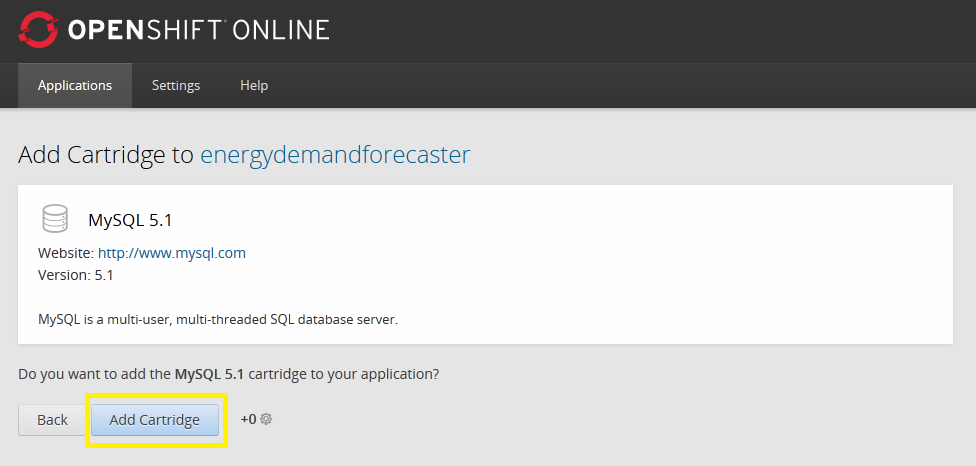 OPENSHIFT ONLINE
Applications Settings Help
Add Cartridge to energydemandforecaster
MySQL 5.1
Website: http://www.mysql.com
Version: 5.1
MySQL is a multi-user, multi-threaded SQL database server.
Do you want to add the MySQL 5.1 cartridge to your application?
Back Add Cartridge +0